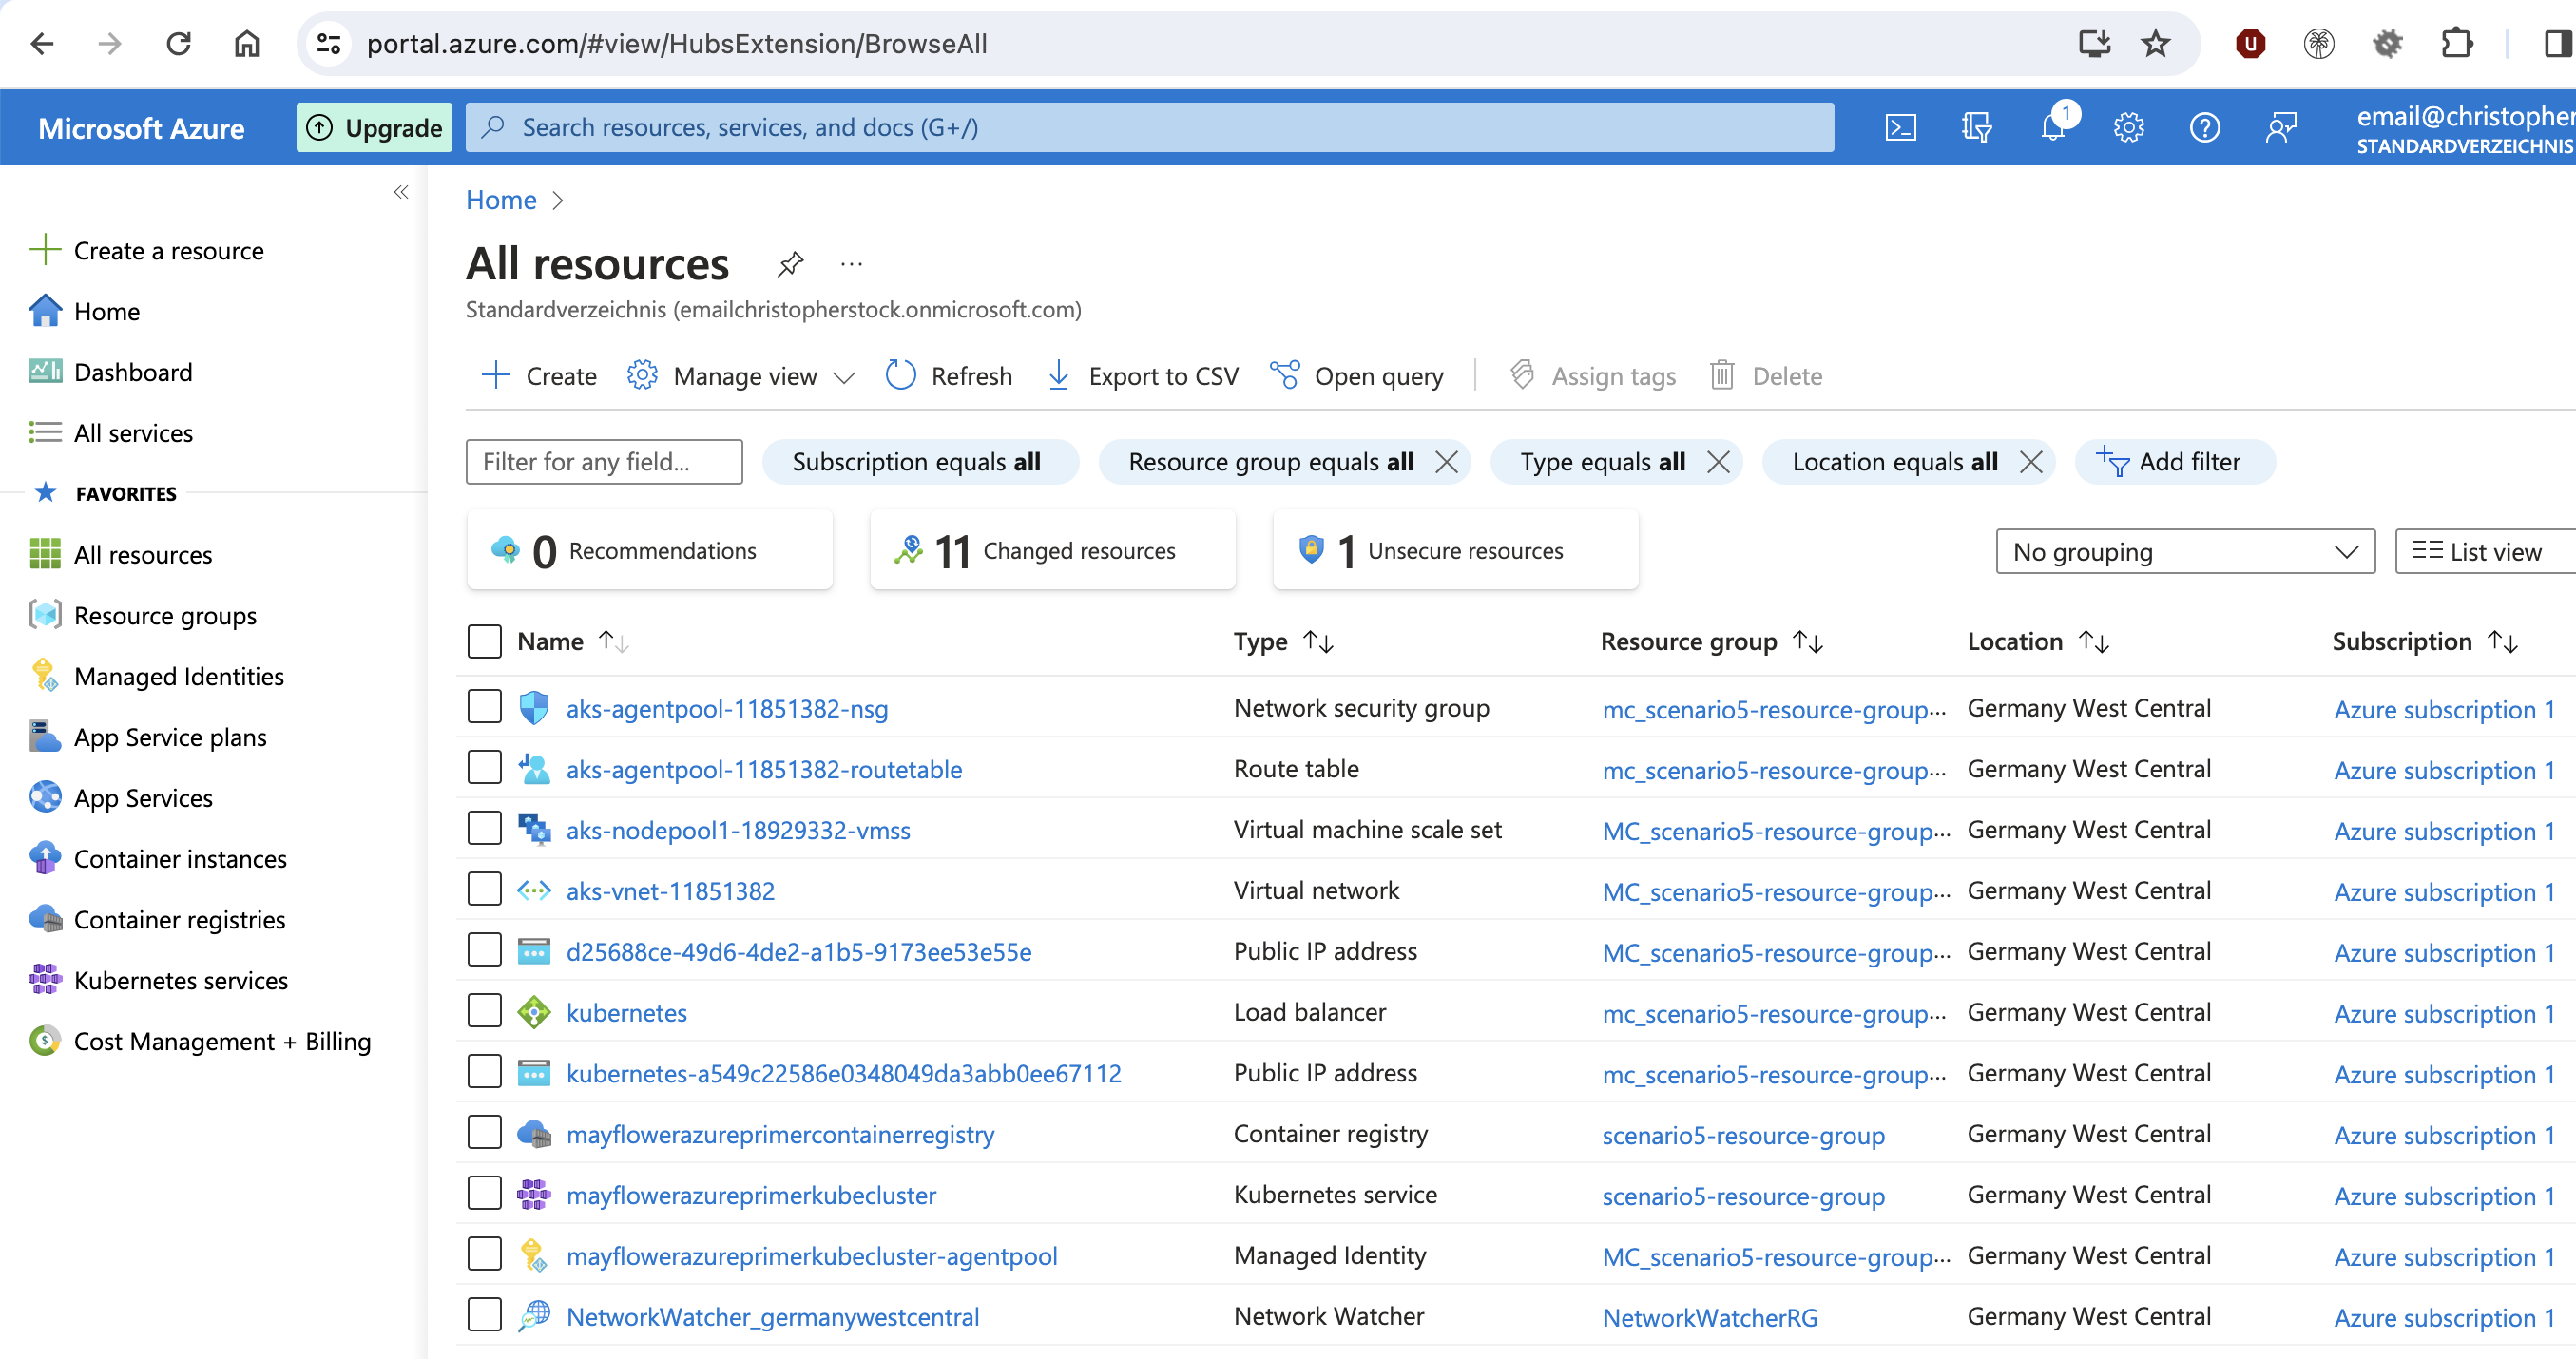 portal.azure.com/#view/HubsExtension/BrowseAll
Microsoft Azure
Upgrade
Search resources, services, and docs (G+/)
1
email@christopher
STANDARDVERZEICHNIS
Create a resource
Home
Dashboard
All services
FAVORITES
All resources
Resource groups
Managed Identities
App Service plans
App Services
Container instances
Container registries
Kubernetes services
Cost Management + Billing
Home
All resources
Standardverzeichnis (emailchristopherstock.onmicrosoft.com)
Create Manage view Refresh Export to CSV Open query Assign tags Delete
Filter for any field... Subscription equals all Resource group equals all Type equals all Location equals all Add filter
0 Recommendations 11 Changed resources 1 Unsecure resources No grouping List view
Name Type Resource group Location Subscription
aks-agentpool-11851382-nsg Network security group mc_scenario5-resource-group... Germany West Central Azure subscription 1
aks-agentpool-11851382-routetable Route table mc_scenario5-resource-group... Germany West Central Azure subscription 1
aks-nodepool1-18929332-vmss Virtual machine scale set MC_scenario5-resource-group... Germany West Central Azure subscription 1
aks-vnet-11851382 Virtual network MC_scenario5-resource-group... Germany West Central Azure subscription 1
d25688ce-49d6-4de2-a1b5-9173ee53e55e Public IP address MC_scenario5-resource-group... Germany West Central Azure subscription 1
kubernetes Load balancer mc_scenario5-resource-group... Germany West Central Azure subscription 1
kubernetes-a549c22586e0348049da3abb0ee67112 Public IP address mc_scenario5-resource-group... Germany West Central Azure subscription 1
mayflowerazureprimercontainerregistry Container registry scenario5-resource-group Germany West Central Azure subscription 1
mayflowerazureprimerkubecluster Kubernetes service scenario5-resource-group Germany West Central Azure subscription 1
mayflowerazureprimerkubecluster-agentpool Managed Identity MC_scenario5-resource-group... Germany West Central Azure subscription 1
NetworkWatcher_germanywestcentral Network Watcher NetworkWatcherRG Germany West Central Azure subscription 1